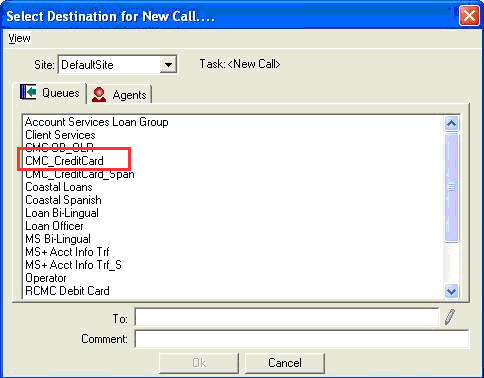 Select Destination for New Call....
View
Site: DefaultSite Task: <New Call>
Queues Agents
Account Services Loan Group
Client Services
CMC OB_OLR
CMC_CreditCard
CMC_CreditCard_Span
Coastal Loans
Coastal Spanish
Loan Bi-Lingual
Loan Officer
MS Bi-Lingual
MS+ Acct Info Trf
MS+ Acct Info Trf_S
Operator
RCMC Debit Card
To:
Comment:
Ok Cancel